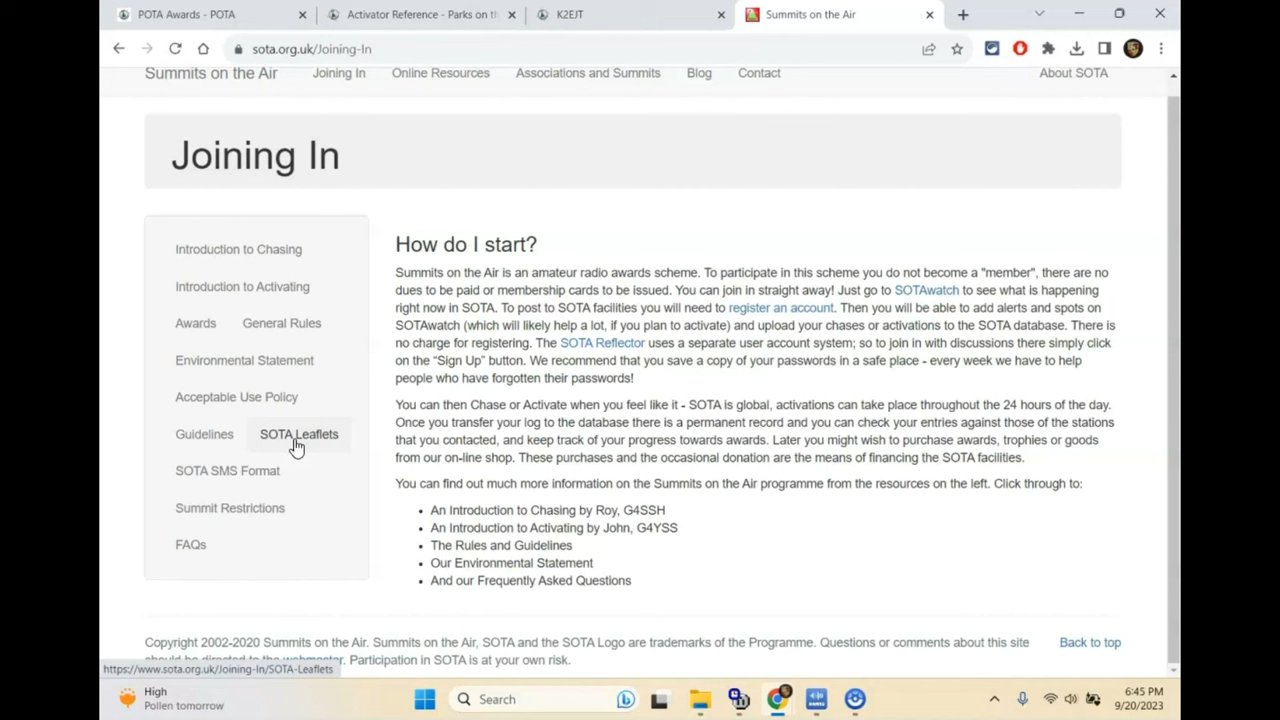 POTA Awards - POTA
Activator Reference - Parks on th
K2EJT
Summits on the Air
sota.org.uk/Joining-In
Summits on the Air
Joining In
Online Resources
Associations and Summits
Blog
Contact
About SOTA
Joining In
Introduction to Chasing
Introduction to Activating
Awards
General Rules
Environmental Statement
Acceptable Use Policy
Guidelines
SOTA Leaflets
SOTA SMS Format
Summit Restrictions
FAQs
How do I start?
Summits on the Air is an amateur radio awards scheme. To participate in this scheme you do not become a "member", there are no
dues to be paid or membership cards to be issued. You can join in straight away! Just go to SOTAwatch to see what is happening
right now in SOTA. To post to SOTA facilities you will need to register an account. Then you will be able to add alerts and spots on
SOTAwatch (which will likely help a lot, if you plan to activate) and upload your chases or activations to the SOTA database. There is
no charge for registering. The SOTA Reflector uses a separate user account system; so to join in with discussions there simply click
on the “Sign Up” button. We recommend that you save a copy of your passwords in a safe place - every week we have to help
people who have forgotten their passwords!
You can then Chase or Activate when you feel like it - SOTA is global, activations can take place throughout the 24 hours of the day.
Once you transfer your log to the database there is a permanent record and you can check your entries against those of the stations
that you contacted, and keep track of your progress towards awards. Later you might wish to purchase awards, trophies or goods
from our on-line shop. These purchases and the occasional donation are the means of financing the SOTA facilities.
You can find out much more information on the Summits on the Air programme from the resources on the left. Click through to:
• An Introduction to Chasing by Roy, G4SSH
• An Introduction to Activating by John, G4YSS
• The Rules and Guidelines
• Our Environmental Statement
• And our Frequently Asked Questions
Copyright 2002-2020 Summits on the Air. Summits on the Air, SOTA and the SOTA Logo are trademarks of the Programme. Questions or comments about this site
should be directed to the webmaster. Participation in SOTA is at your own risk.
Back to top
https://www.sota.org.uk/Joining-In/SOTA-Leaflets
High
Pollen tomorrow
Search
6:45 PM
9/20/2023